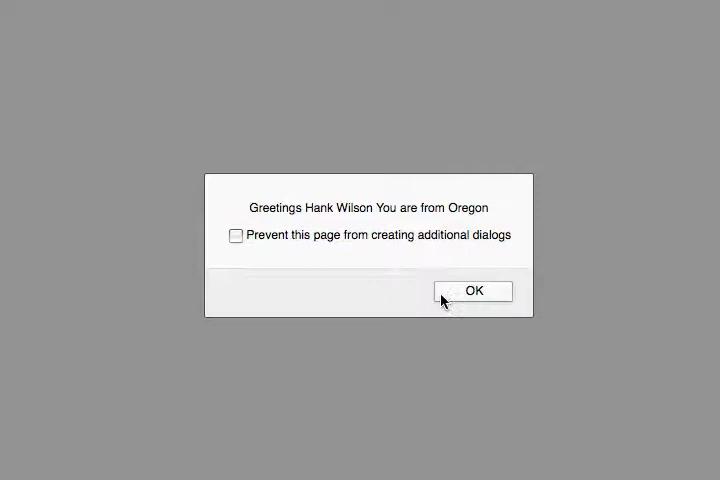 Greetings Hank Wilson You are from Oregon
Prevent this page from creating additional dialogs
OK